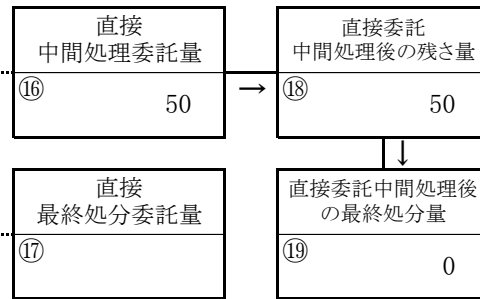 直接
中間処理委託量
⑯
50
→
直接委託
中間処理後の残さ量
⑱
50
↓
直接
最終処分委託量
⑰
直接委託中間処理後
の最終処分量
⑲
0